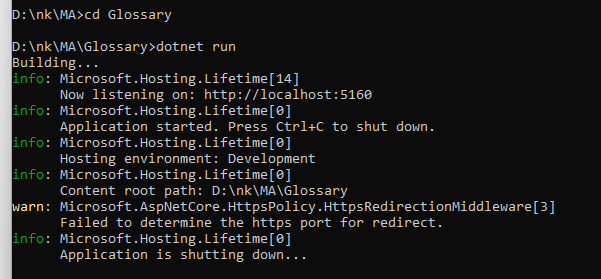 D:\nk\MA>cd Glossary
D:\nk\MA\Glossary>dotnet run
Building...
info: Microsoft.Hosting.Lifetime[14]
Now listening on: http://localhost:5160
info: Microsoft.Hosting.Lifetime[0]
Application started. Press Ctrl+C to shut down.
info: Microsoft.Hosting.Lifetime[0]
Hosting environment: Development
info: Microsoft.Hosting.Lifetime[0]
Content root path: D:\nk\MA\Glossary
warn: Microsoft.AspNetCore.HttpsPolicy.HttpsRedirectionMiddleware[3]
Failed to determine the https port for redirect.
info: Microsoft.Hosting.Lifetime[0]
Application is shutting down...